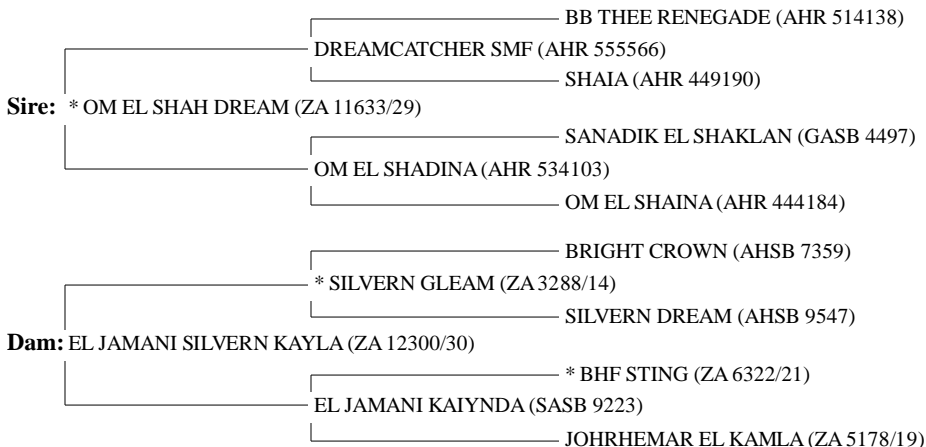 BB THEE RENEGADE (AHR 514138)
DREAMCATCHER SMF (AHR 555566)
SHAIA (AHR 449190)
Sire: * OM EL SHAH DREAM (ZA 11633/29)
SANADIK EL SHAKLAN (GASB 4497)
OM EL SHADINA (AHR 534103)
OM EL SHAINA (AHR 444184)
BRIGHT CROWN (AHSB 7359)
* SILVERN GLEAM (ZA 3288/14)
SILVERN DREAM (AHSB 9547)
Dam: EL JAMANI SILVERN KAYLA (ZA 12300/30)
* BHF STING (ZA 6322/21)
EL JAMANI KAIYNDA (SASB 9223)
JOHRHEMAR EL KAMLA (ZA 5178/19)